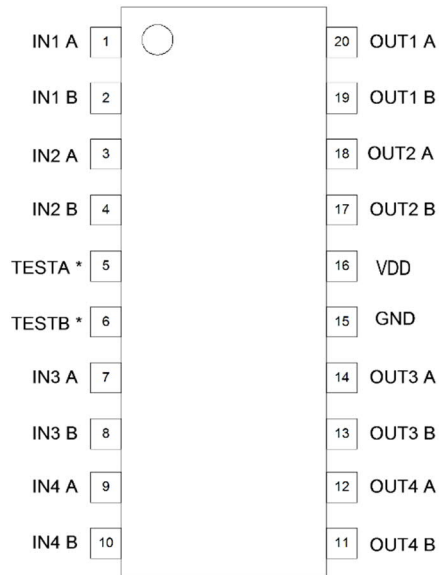 IN1 A 1 20 OUT1 A
IN1 B 2 19 OUT1 B
IN2 A 3 18 OUT2 A
IN2 B 4 17 OUT2 B
TESTA * 5 16 VDD
TESTB * 6 15 GND
IN3 A 7 14 OUT3 A
IN3 B 8 13 OUT3 B
IN4 A 9 12 OUT4 A
IN4 B 10 11 OUT4 B